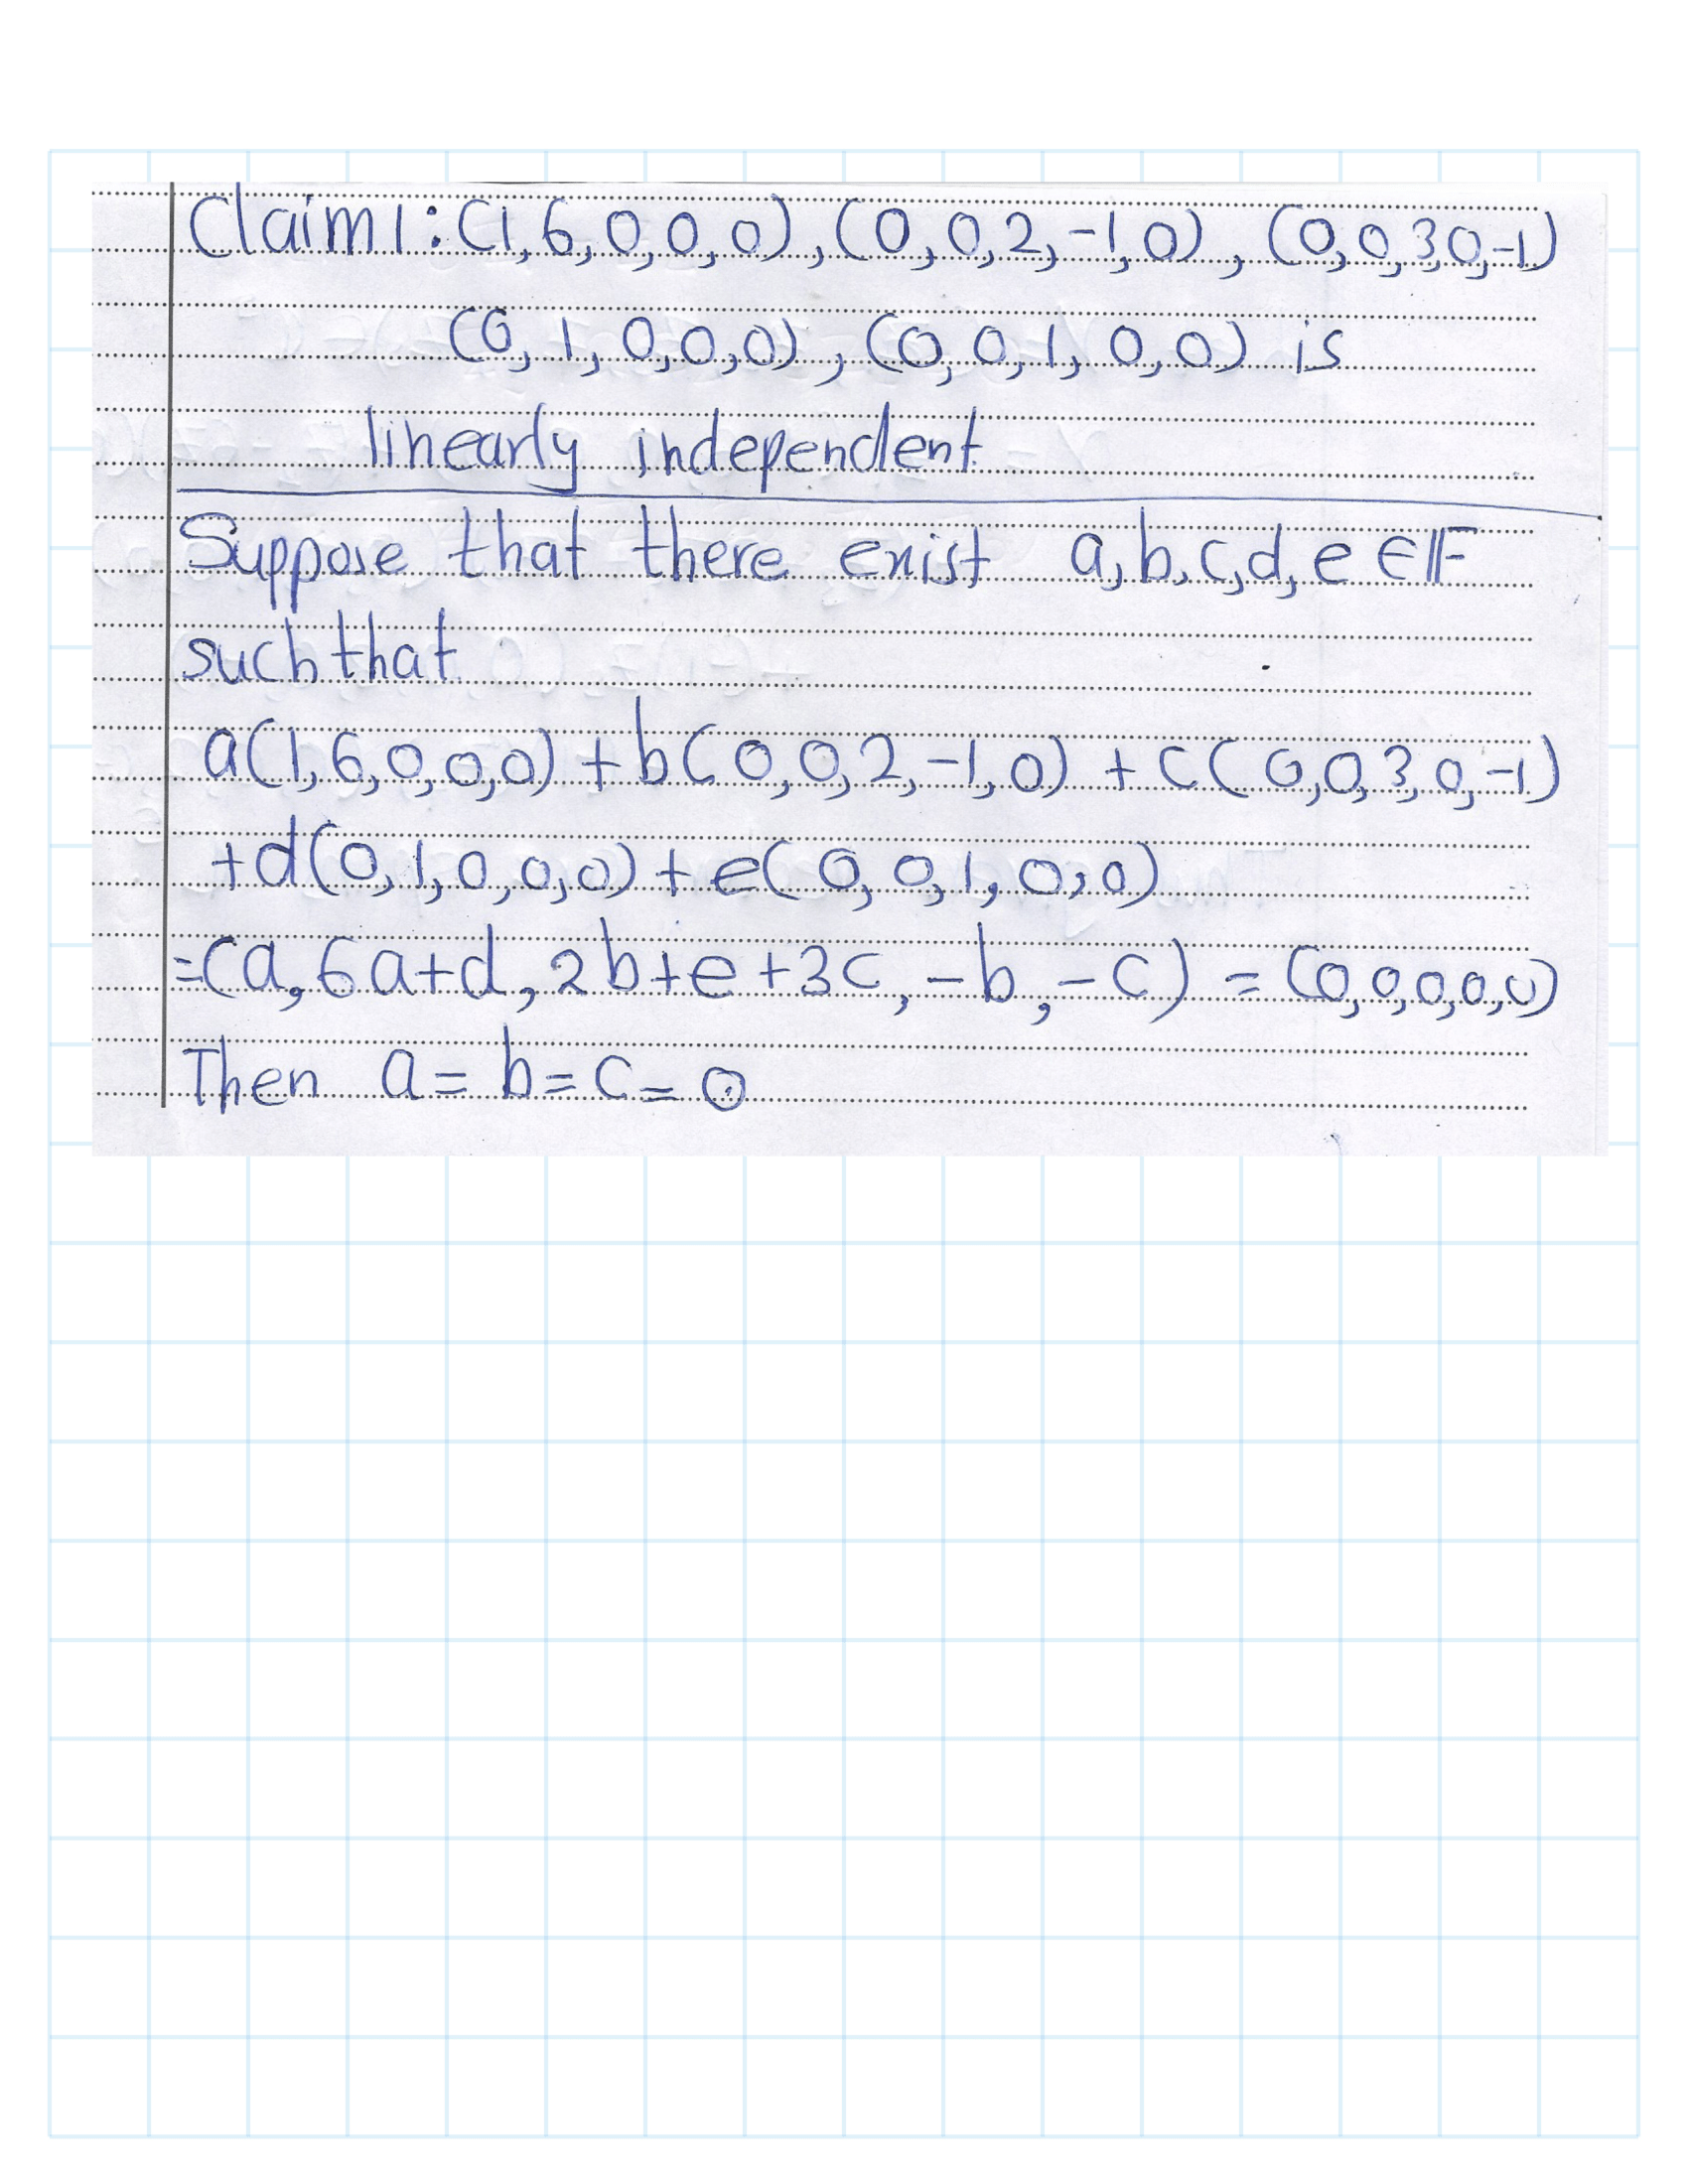 Claim 1: (1,6,0,0,0), (0,0,2,-1,0), (0,0,3,0,-1)
(0,1,0,0,0), (0,0,1,0,0) is
linearly independent
Suppose that there exist a,b,c,d,e ∈ 𝔽
such that
a(1,6,0,0,0) + b(0,0,2,-1,0) + c(0,0,3,0,-1)
+d(0,1,0,0,0) + e(0,0,1,0,0)
=(a, 6a+d, 2b+e+3c, -b, -c) = (0,0,0,0,0)
Then a = b = c = 0